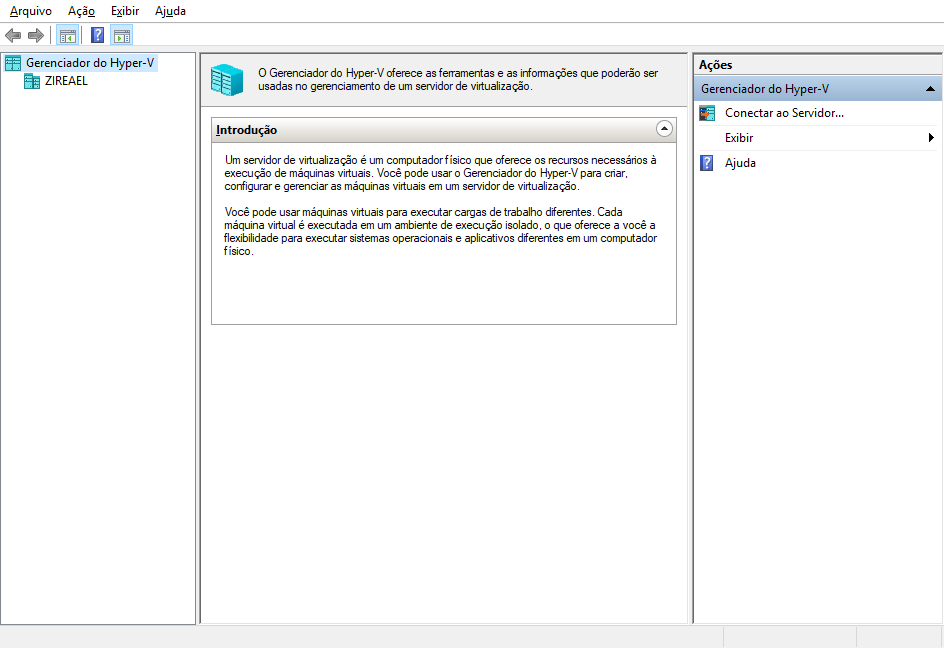 Arquivo Ação Exibir Ajuda
Gerenciador do Hyper-V
ZIREAEL
O Gerenciador do Hyper-V oferece as ferramentas e as informações que poderão ser
usadas no gerenciamento de um servidor de virtualização.
Introdução
Um servidor de virtualização é um computador físico que oferece os recursos necessários à
execução de máquinas virtuais. Você pode usar o Gerenciador do Hyper-V para criar,
configurar e gerenciar as máquinas virtuais em um servidor de virtualização.
Você pode usar máquinas virtuais para executar cargas de trabalho diferentes. Cada
máquina virtual é executada em um ambiente de execução isolado, o que oferece a você a
flexibilidade para executar sistemas operacionais e aplicativos diferentes em um computador
físico.
Ações
Gerenciador do Hyper-V
Conectar ao Servidor...
Exibir
Ajuda